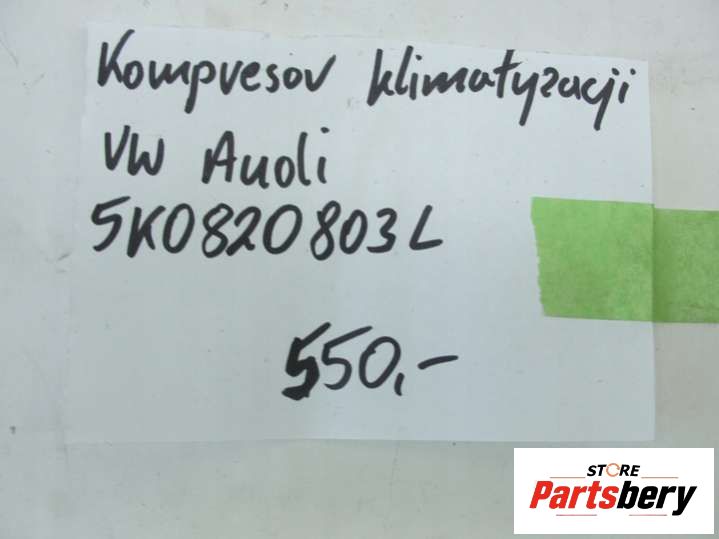 Kompresor klimatyzacji
VW Audi
5K0820803L
550,-
STORE
Partsbery